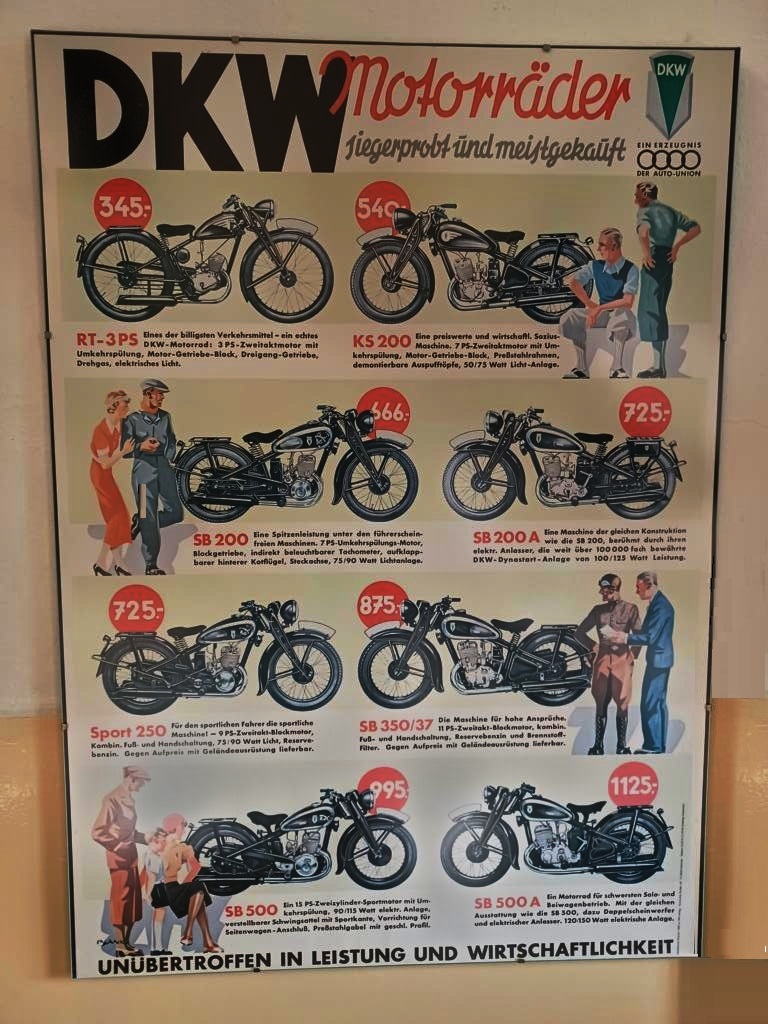 DKW Motorräder
siegerprobt und meistgekauft
DKW
EIN ERZEUGNIS
DER AUTO-UNION
345.-
540
RT-3PS Eines der billigsten Verkehrsmittel – ein echtes
DKW-Motorrad: 3 PS-Zweitaktmotor mit
Umkehrspülung, Motor-Getriebe-Block, Dreigang-Getriebe,
Drehgas, elektrisches Licht.
KS 200 Eine preiswerte und wirtschaftl. Sozius-
Maschine. 7 PS-Zweitaktmotor mit Um-
kehrspülung, Motor-Getriebe-Block, Preßstahlrahmen,
demontierbare Auspufftöpfe, 50/75 Watt Licht-Anlage.
666.-
725.-
SB 200 Eine Spitzenleistung unter den führerschein-
freien Maschinen. 7 PS-Umkehrspülungs-Motor,
Blockgetriebe, indirekt beleuchtbarer Tachometer, aufklapp-
barer hinterer Kotflügel, Steckachse, 75/90 Watt Lichtanlage.
SB 200 A Eine Maschine der gleichen Konstruktion
wie die SB 200, berühmt durch ihren
elektr. Anlasser, die weit über 100 000 fach bewährte
DKW-Dynastart-Anlage von 100/125 Watt Leistung.
725.-
875.-
Sport 250 Für den sportlichen Fahrer die sportliche
Maschine! – 9 PS-Zweitakt-Blockmotor,
Kombin. Fuß- und Handschaltung, 75/90 Watt Licht, Reserve-
benzin. Gegen Aufpreis mit Geländeausrüstung lieferbar.
SB 350/37 Die Maschine für hohe Ansprüche.
11 PS-Zweitakt-Blockmotor, kombin.
Fuß- und Handschaltung, Reservebenzin und Brennstoff-
Filter. Gegen Aufpreis mit Geländeausrüstung lieferbar.
995.-
1125.-
SB 500 Ein 15 PS-Zweizylinder-Sportmotor mit Um-
kehrspülung, 90/115 Watt elektr. Anlage,
verstellbarer Schwingsattel mit Sportkante, Vorrichtung für
Seitenwagen-Anschluß, Preßstahlgabel mit geschl. Profil.
SB 500 A Ein Motorrad für schwersten Solo- und
Beiwagenbetrieb. Mit der gleichen
Ausstattung wie die SB 500, dazu Doppelscheinwerfer
und elektrischer Anlasser. 120/150 Watt elektrische Anlage.
UNÜBERTROFFEN IN LEISTUNG UND WIRTSCHAFTLICHKEIT